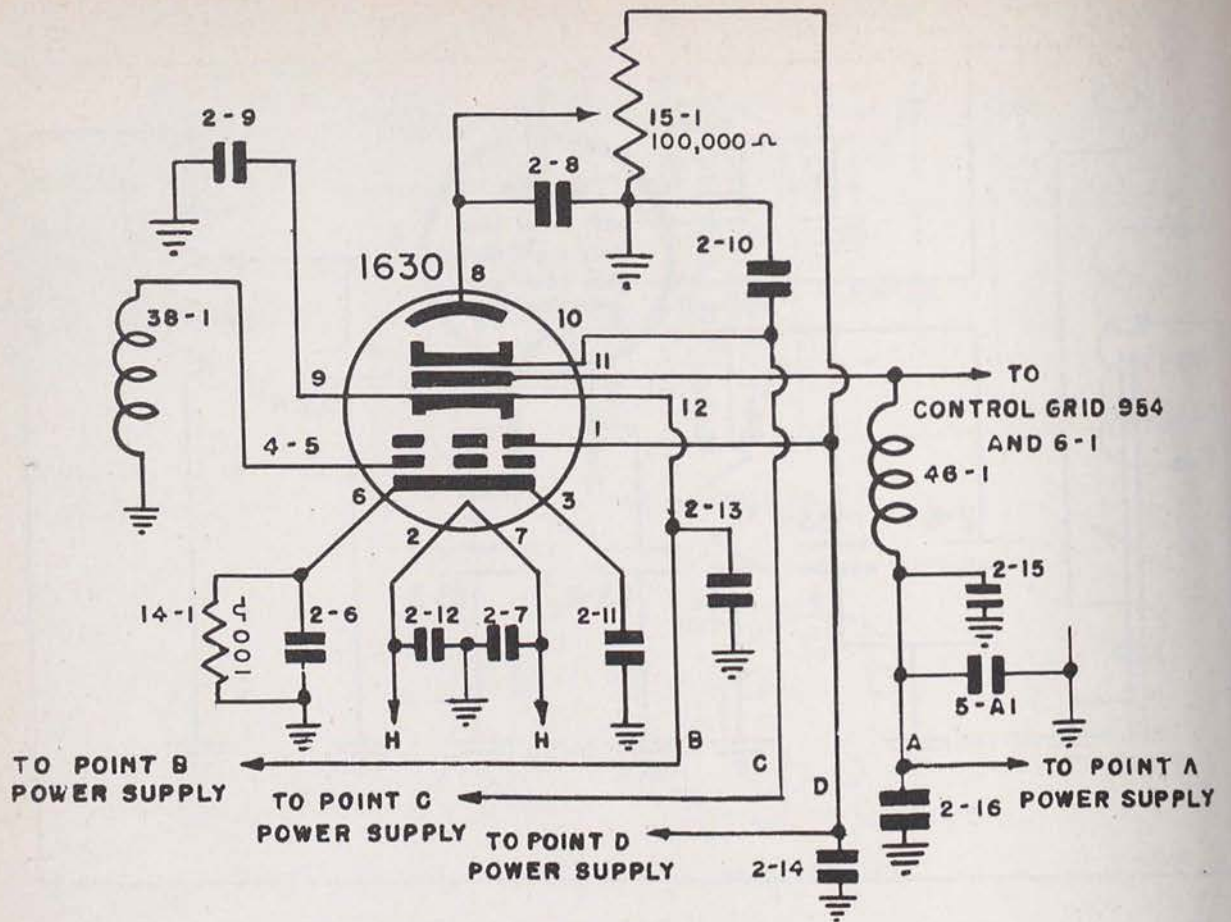 2-9
15-1
100,000 Ω
2-8
2-10
1630
8
38-1
10
11
9
TO
CONTROL GRID 954
AND 6-1
12
1
4-5
46-1
6
3
2-13
2
7
2-15
14-1
100 Ω
2-6
2-12
2-7
2-11
5-A1
H
H
B
C
D
A
TO POINT B
POWER SUPPLY
TO POINT C
POWER SUPPLY
TO POINT D
POWER SUPPLY
TO POINT A
POWER SUPPLY
2-16
2-14